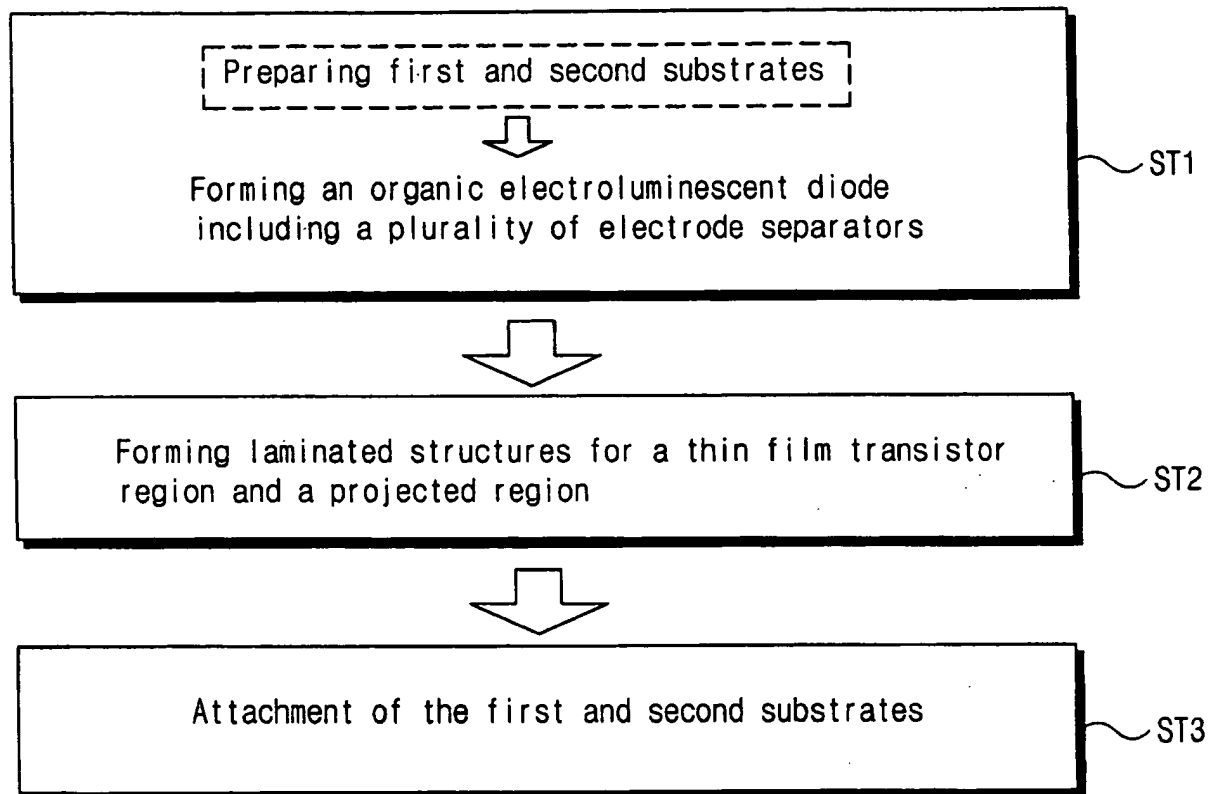 Preparing first and second substrates
Forming an organic electroluminescent diode
including a plurality of electrode separators
ST1
Forming laminated structures for a thin film transistor
region and a projected region
ST2
Attachment of the first and second substrates
ST3